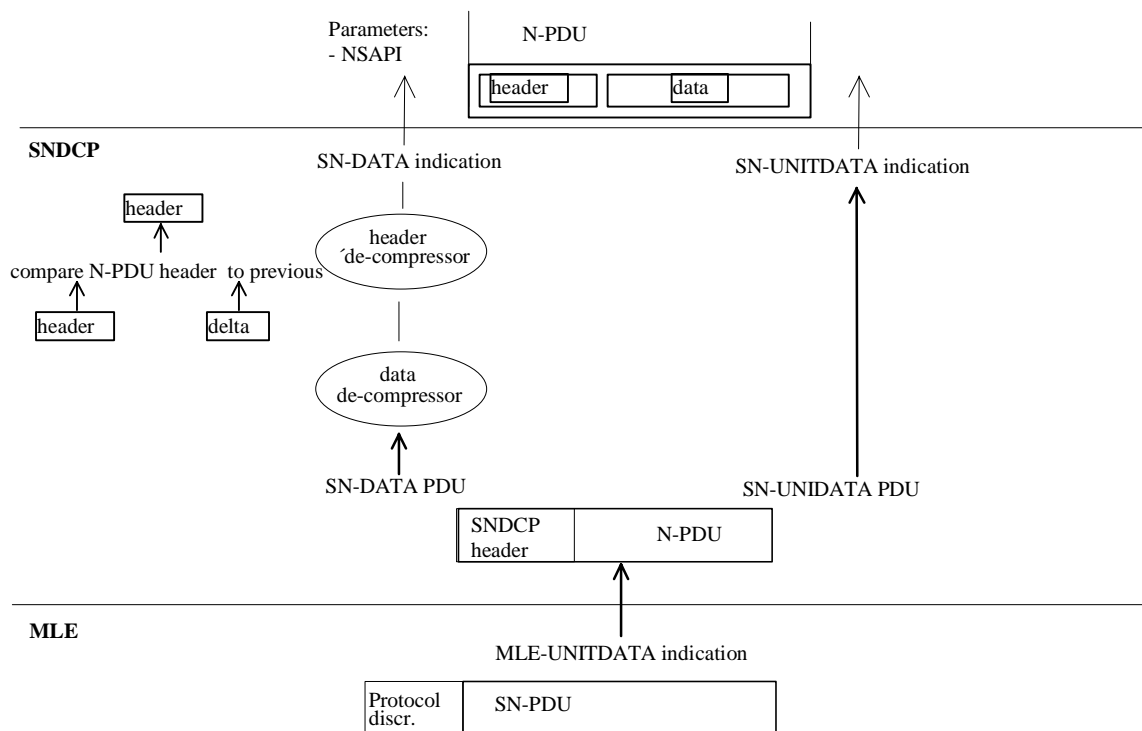 Parameters:
- NSAPI
N-PDU
header
data
SNDCP
SN-DATA indication
SN-UNITDATA indication
header
header
´de-compressor
compare N-PDU header to previous
header
delta
data
de-compressor
SN-DATA PDU
SN-UNIDATA PDU
SNDCP
header
N-PDU
MLE
MLE-UNITDATA indication
Protocol
discr.
SN-PDU